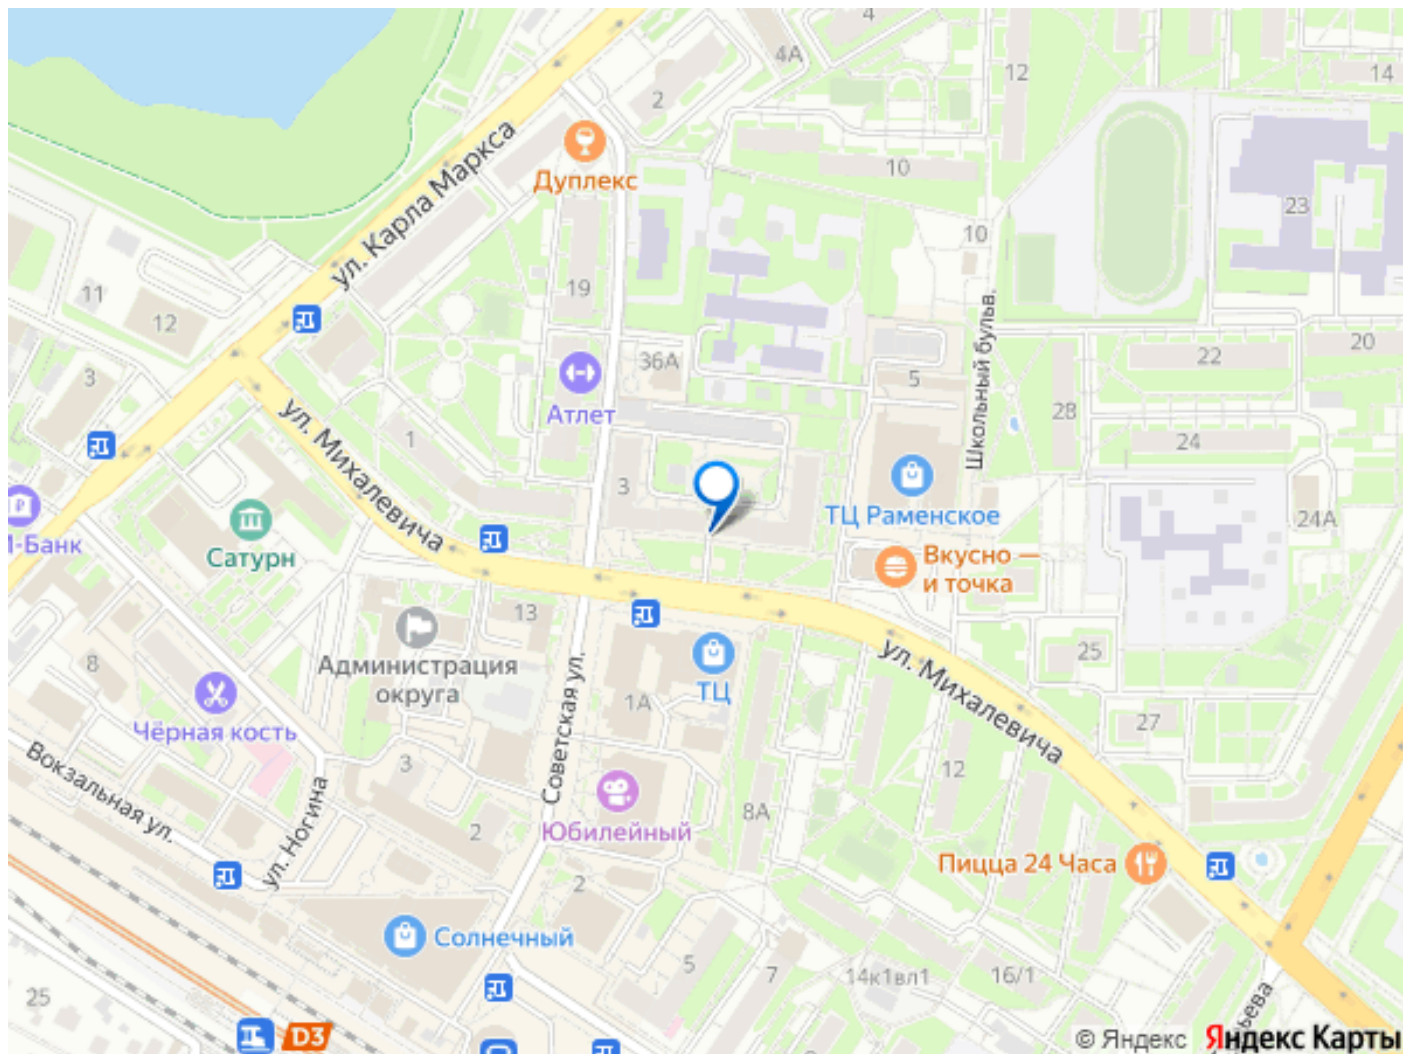 4
4А
2
12
14
ул. Карла Маркса
Дуплекс
10
23
10
11
12
19
Школьный бульв.
36А
5
22
20
3
Атлет
28
ул. Михалевича
1
24
3
ТЦ Раменское
24А
Сатурн
Вкусно —
и точка
13
Администрация
округа
ТЦ
ул. Михалевича
25
8
1А
27
Чёрная кость
Советская ул.
Вокзальная ул.
3
ул. Ногина
12
2
Юбилейный
8А
Пицца 24 Часа
2
Солнечный
5
7
14к1вл1
16/1
25
D3
© Яндекс Яндекс Карты